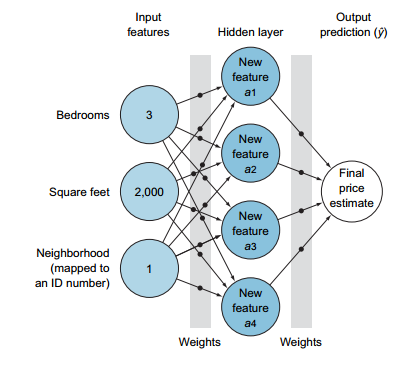 Input
features
Hidden layer
Output
prediction (ŷ)
Bedrooms
3
Square feet
2,000
Neighborhood
(mapped to
an ID number)
1
New
feature
a1
New
feature
a2
New
feature
a3
New
feature
a4
Final
price
estimate
Weights
Weights